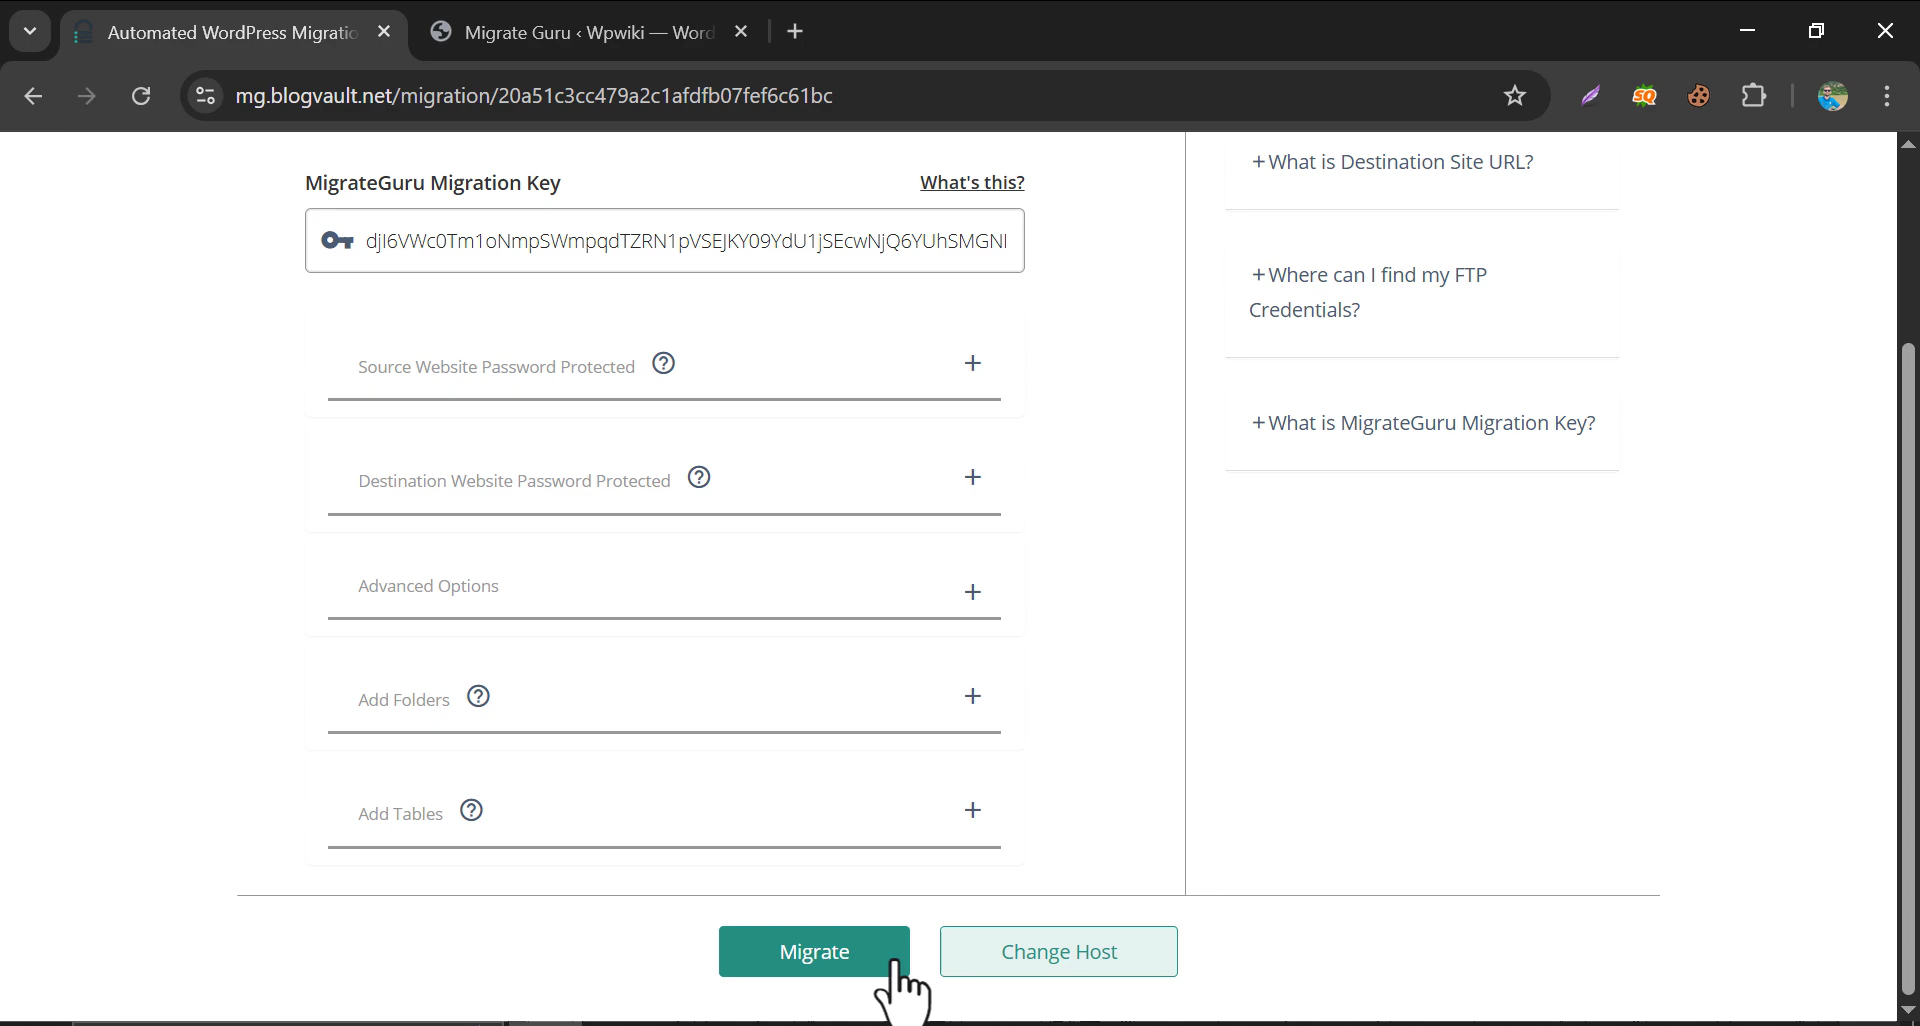 Automated WordPress Migratio
Migrate Guru ‹ Wpwiki — Word
mg.blogvault.net/migration/20a51c3cc479a2c1afdfb07fef6c61bc
MigrateGuru Migration Key
What's this?
djI6VWc0Tm1oNmpSWmpqdTZRN1pVSEJKY09YdU1jSEcwNjQ6YUhSMGNI
Source Website Password Protected
Destination Website Password Protected
Advanced Options
Add Folders
Add Tables
+What is Destination Site URL?
+Where can I find my FTP
Credentials?
+What is MigrateGuru Migration Key?
Migrate
Change Host